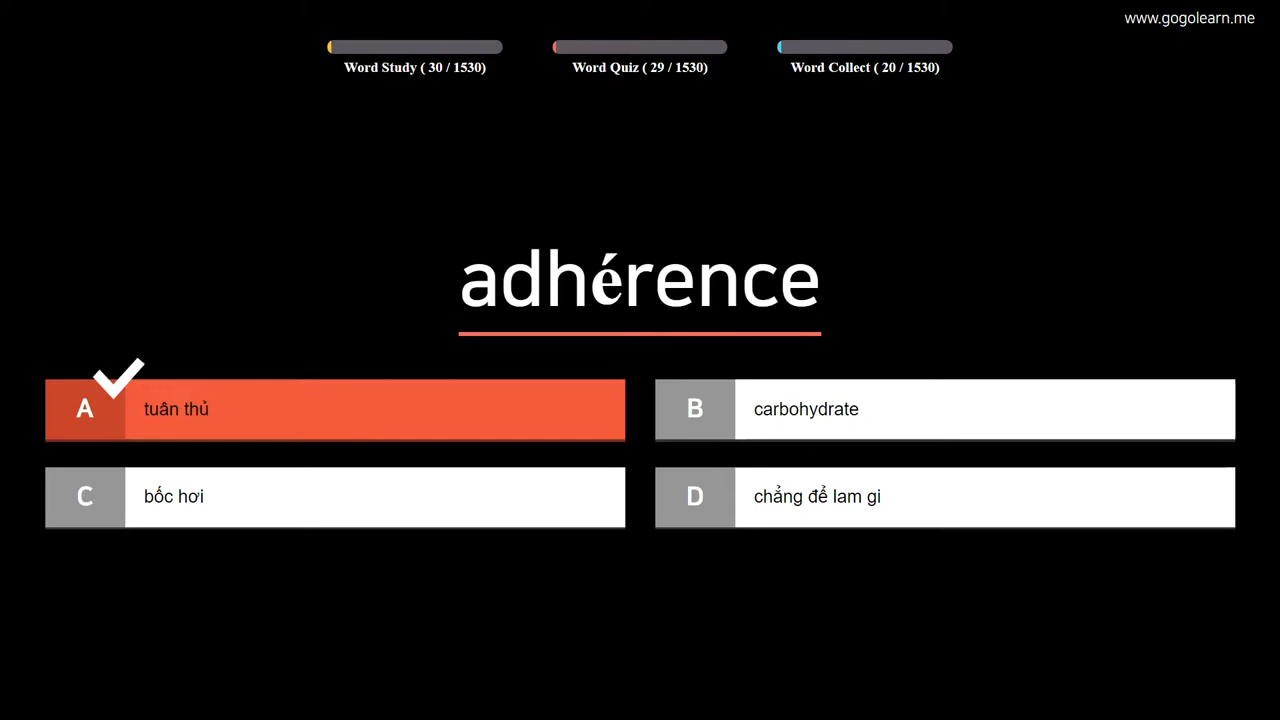 www.gogolearn.me
Word Study ( 30 / 1530)
Word Quiz ( 29 / 1530)
Word Collect ( 20 / 1530)
adhérence
A tuân thủ
B carbohydrate
C bốc hơi
D chẳng để lam gi